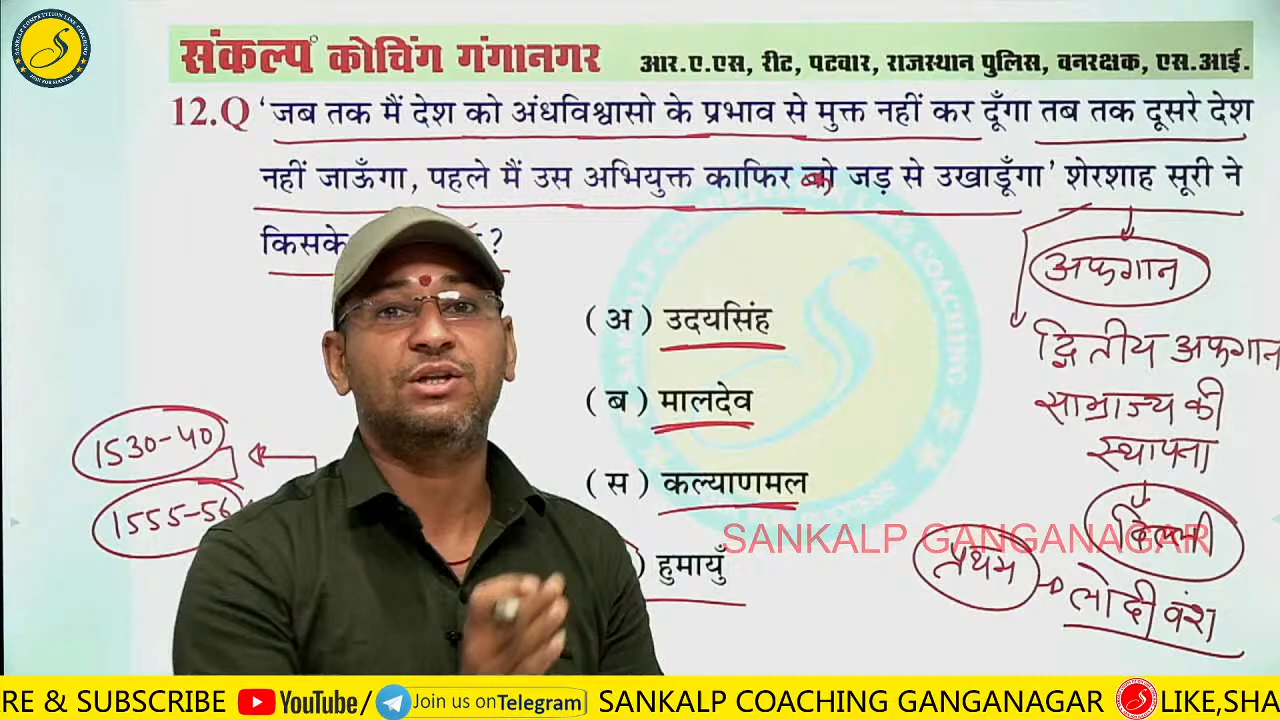 संकल्प कोचिंग गंगानगर
आर.ए.एस, रीट, पटवार, राजस्थान पुलिस, वनरक्षक, एस.आई.
12.Q 'जब तक मैं देश को अंधविश्वासो के प्रभाव से मुक्त नहीं कर दूँगा तब तक दूसरे देश
नहीं जाऊँगा, पहले मैं उस अभियुक्त काफिर को जड़ से उखाडूँगा' शेरशाह सूरी ने
किसके ?
( अ ) उदयसिंह
( ब ) मालदेव
( स ) कल्याणमल
) हुमायुँ
अफगान
द्वितीय अफगान
साम्राज्य की
स्थापना
प्रथम
लोदी वंश
1530-40
1555-56
SANKALP GANGANAGAR
RE & SUBSCRIBE YouTube / Join us on Telegram SANKALP COACHING GANGANAGAR LIKE,SHA